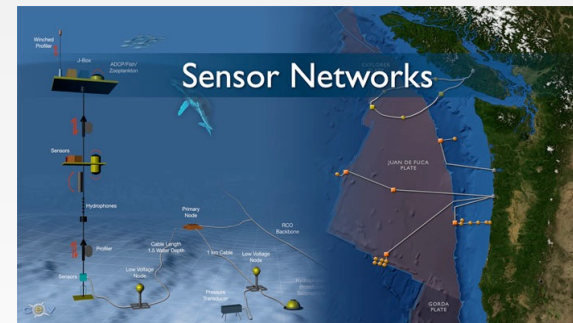 Sensor Networks
Winched
Profiler
J-Box
ADCP/FishV
Zooplankton
Sensors
Hydrophones
Profiler
Sensors
Primary
Node
Cable Length
1.5 Water Depth
1 km Cable
Low Voltage
Node
Low Voltage
Node
RCO
Backbone
Pressure
Transducer
EXPLORER
JUAN DE FUCA
PLATE
GORDA
PLATE